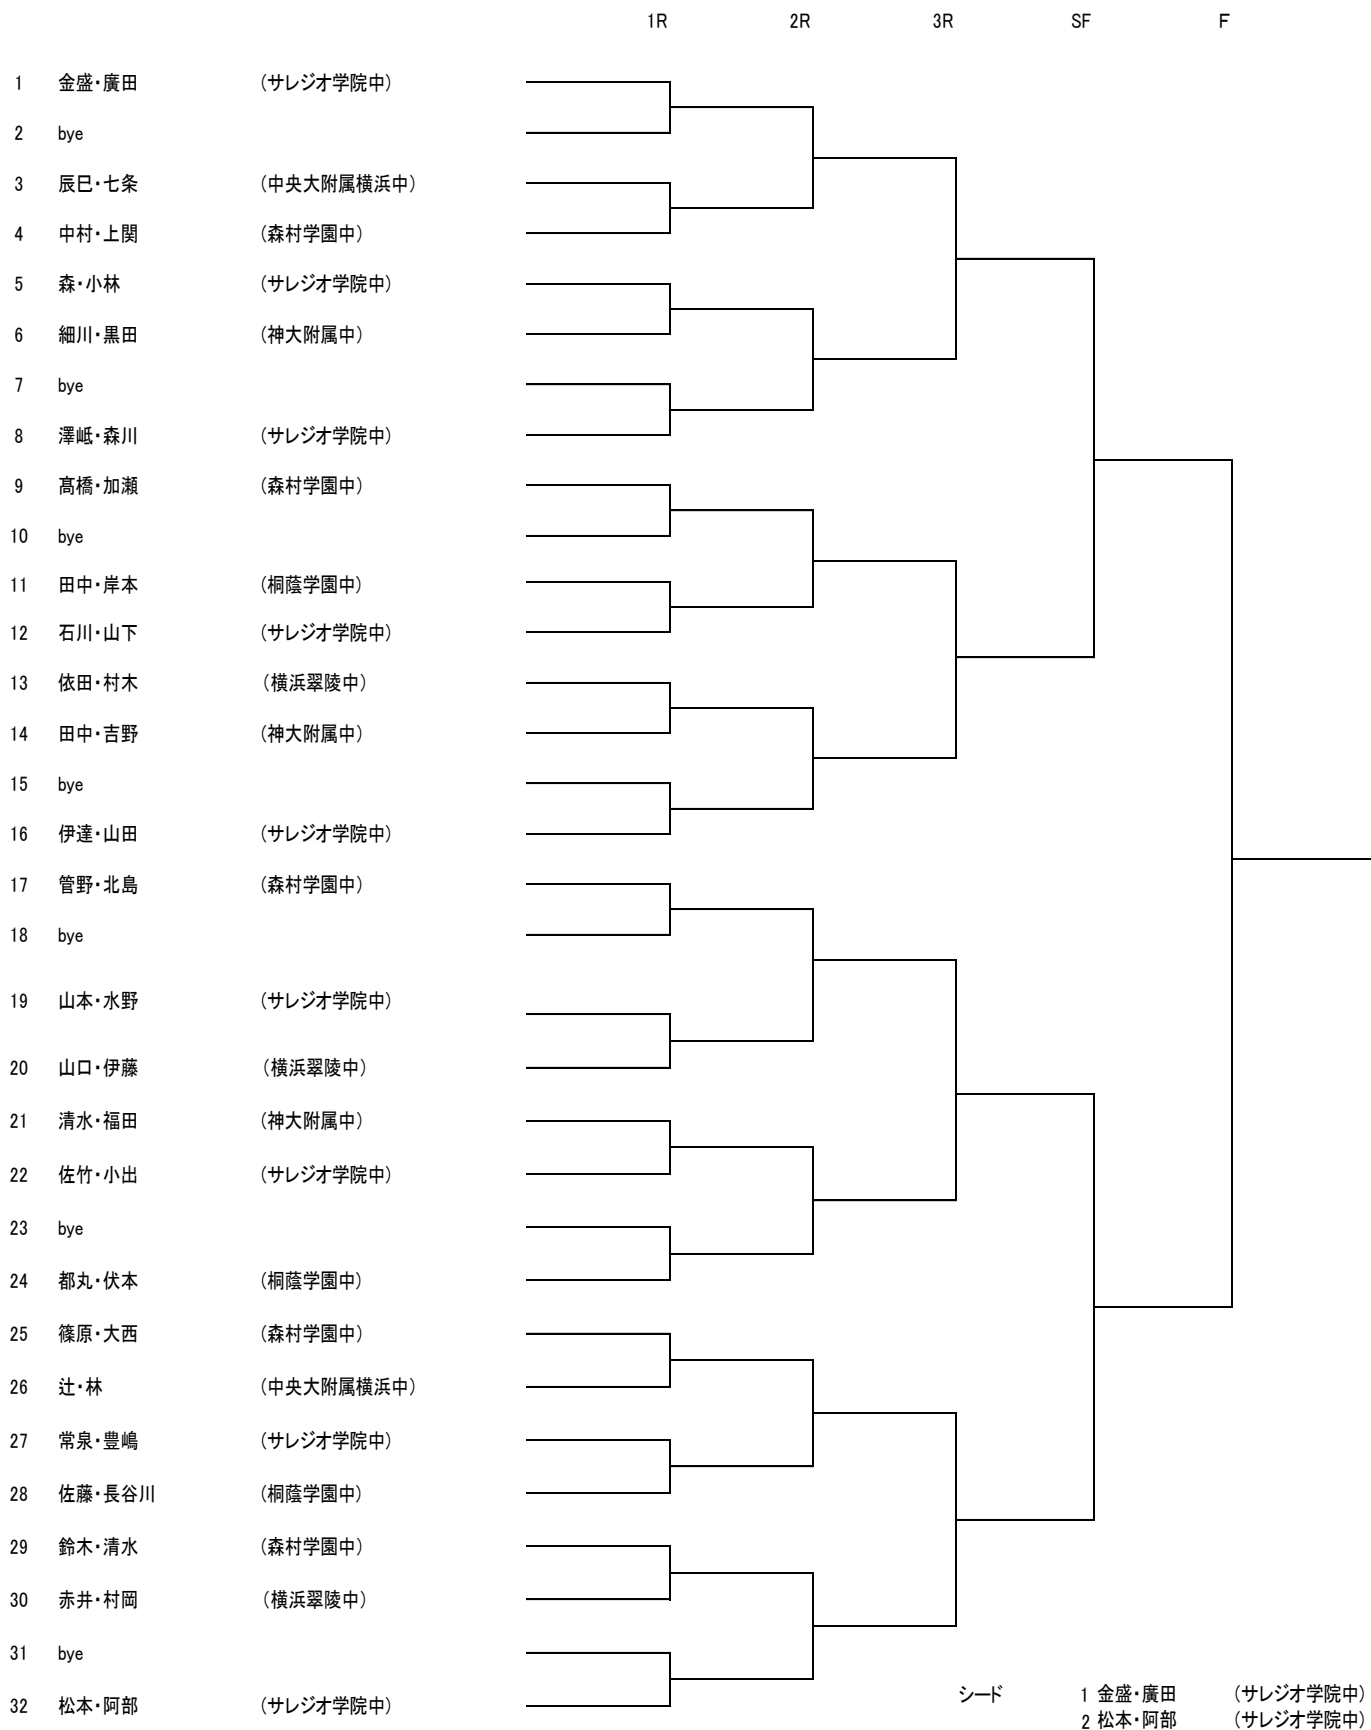 1R 2R 3R SF F
1 金盛・廣田 (サレジオ学院中)
2 bye
3 辰巳・七条 (中央大附属横浜中)
4 中村・上関 (森村学園中)
5 森・小林 (サレジオ学院中)
6 細川・黒田 (神大附属中)
7 bye
8 澤岻・森川 (サレジオ学院中)
9 髙橋・加瀬 (森村学園中)
10 bye
11 田中・岸本 (桐蔭学園中)
12 石川・山下 (サレジオ学院中)
13 依田・村木 (横浜翠陵中)
14 田中・吉野 (神大附属中)
15 bye
16 伊達・山田 (サレジオ学院中)
17 管野・北島 (森村学園中)
18 bye
19 山本・水野 (サレジオ学院中)
20 山口・伊藤 (横浜翠陵中)
21 清水・福田 (神大附属中)
22 佐竹・小出 (サレジオ学院中)
23 bye
24 都丸・伏本 (桐蔭学園中)
25 篠原・大西 (森村学園中)
26 辻・林 (中央大附属横浜中)
27 常泉・豊嶋 (サレジオ学院中)
28 佐藤・長谷川 (桐蔭学園中)
29 鈴木・清水 (森村学園中)
30 赤井・村岡 (横浜翠陵中)
31 bye
32 松本・阿部 (サレジオ学院中)
シード 1 金盛・廣田 (サレジオ学院中)
2 松本・阿部 (サレジオ学院中)